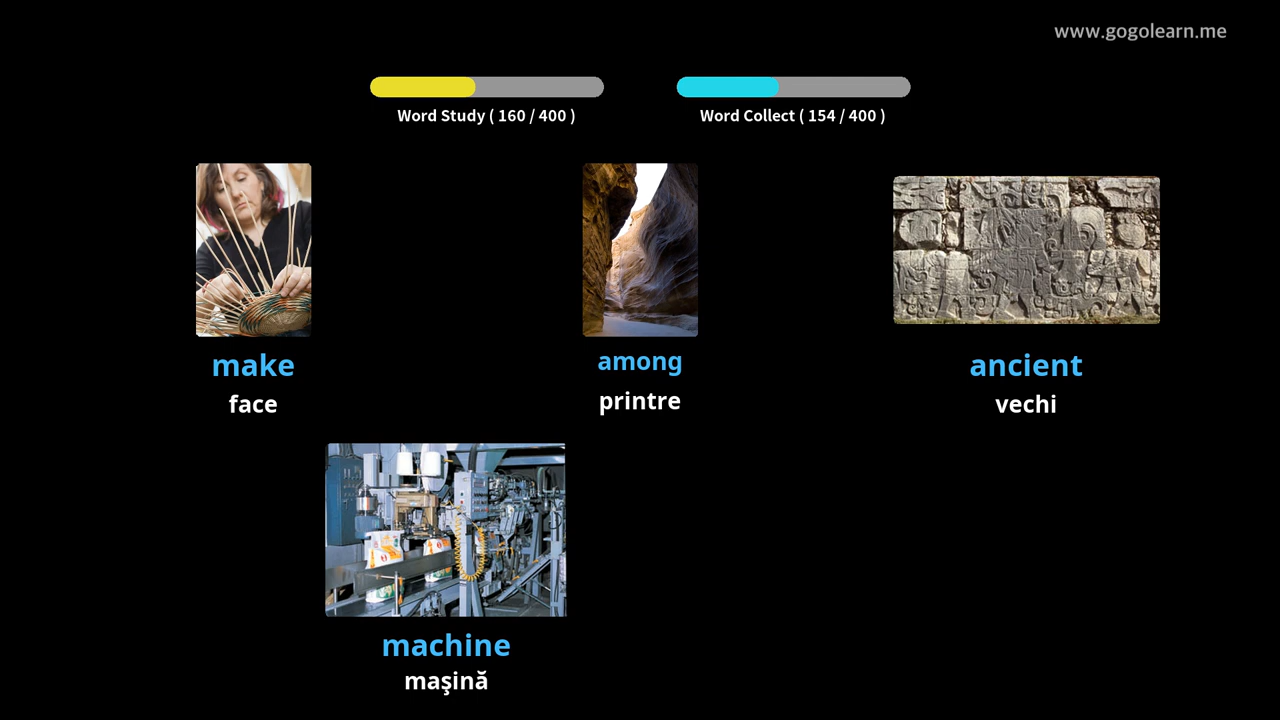 www.gogolearn.me
Word Study ( 160 / 400 )
Word Collect ( 154 / 400 )
make
face
among
printre
ancient
vechi
machine
maşină